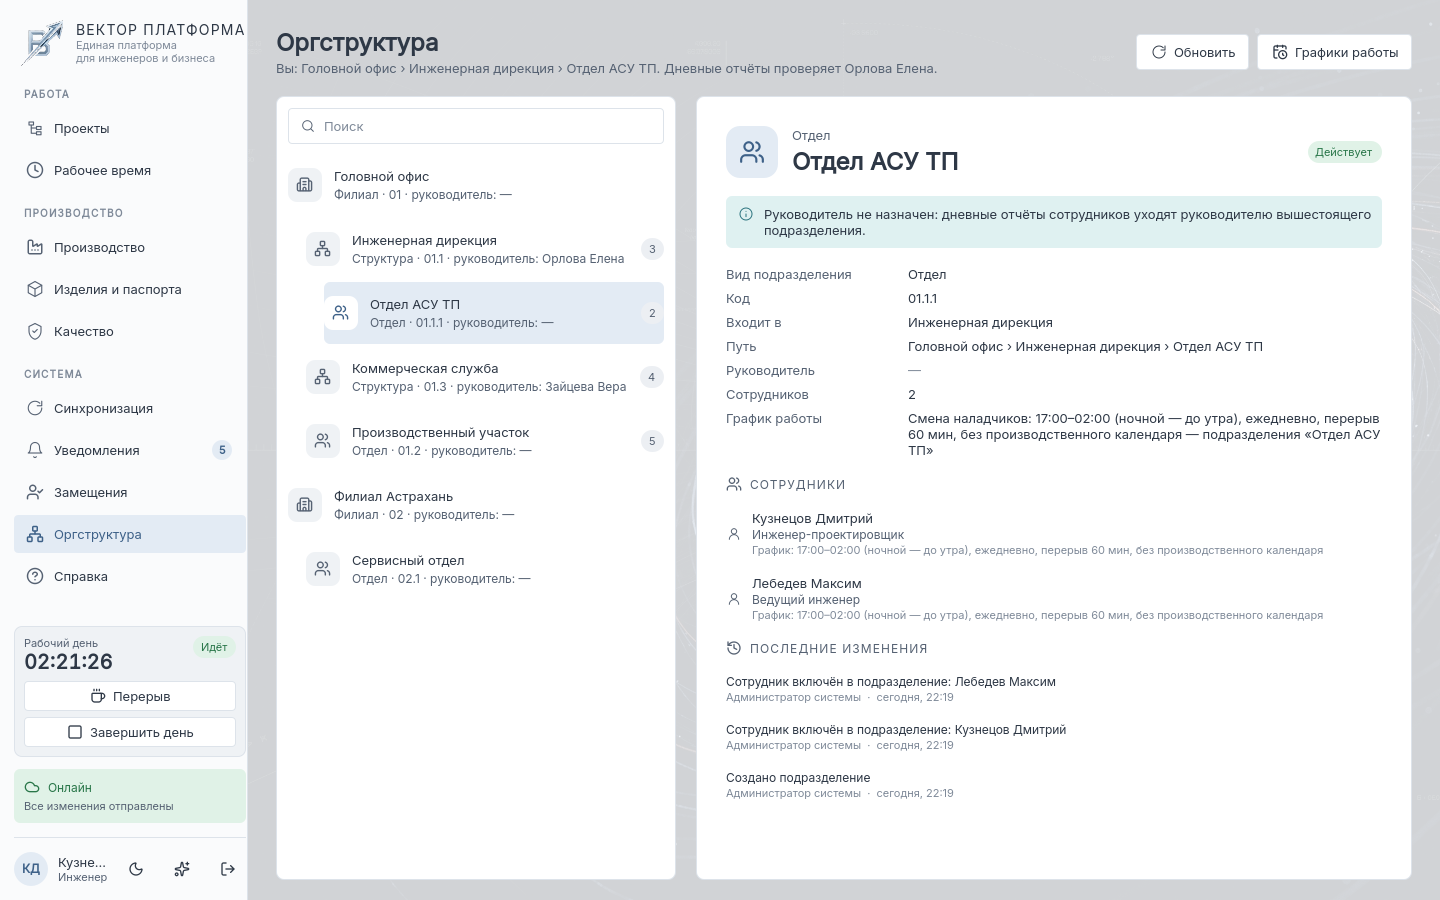 ВЕКТОР ПЛАТФОРМА
Единая платформа
для инженеров и бизнеса
РАБОТА
Проекты
Рабочее время
ПРОИЗВОДСТВО
Производство
Изделия и паспорта
Качество
СИСТЕМА
Синхронизация
Уведомления 5
Замещения
Оргструктура
Справка
Рабочий день
Идёт
02:21:26
Перерыв
Завершить день
Онлайн
Все изменения отправлены
КД
Кузне...
Инженер
Оргструктура
Вы: Головной офис › Инженерная дирекция › Отдел АСУ ТП. Дневные отчёты проверяет Орлова Елена.
Обновить
Графики работы
Поиск
Головной офис
Филиал · 01 · руководитель: —
Инженерная дирекция
Структура · 01.1 · руководитель: Орлова Елена
3
Отдел АСУ ТП
Отдел · 01.1.1 · руководитель: —
2
Коммерческая служба
Структура · 01.3 · руководитель: Зайцева Вера
4
Производственный участок
Отдел · 01.2 · руководитель: —
5
Филиал Астрахань
Филиал · 02 · руководитель: —
Сервисный отдел
Отдел · 02.1 · руководитель: —
Отдел
Отдел АСУ ТП
Действует
Руководитель не назначен: дневные отчёты сотрудников уходят руководителю вышестоящего
подразделения.
Вид подразделения Отдел
Код 01.1.1
Входит в Инженерная дирекция
Путь Головной офис › Инженерная дирекция › Отдел АСУ ТП
Руководитель —
Сотрудников 2
График работы Смена наладчиков: 17:00–02:00 (ночной — до утра), ежедневно, перерыв
60 мин, без производственного календаря — подразделения «Отдел АСУ
ТП»
СОТРУДНИКИ
Кузнецов Дмитрий
Инженер-проектировщик
График: 17:00–02:00 (ночной — до утра), ежедневно, перерыв 60 мин, без производственного календаря
Лебедев Максим
Ведущий инженер
График: 17:00–02:00 (ночной — до утра), ежедневно, перерыв 60 мин, без производственного календаря
ПОСЛЕДНИЕ ИЗМЕНЕНИЯ
Сотрудник включён в подразделение: Лебедев Максим
Администратор системы · сегодня, 22:19
Сотрудник включён в подразделение: Кузнецов Дмитрий
Администратор системы · сегодня, 22:19
Создано подразделение
Администратор системы · сегодня, 22:19